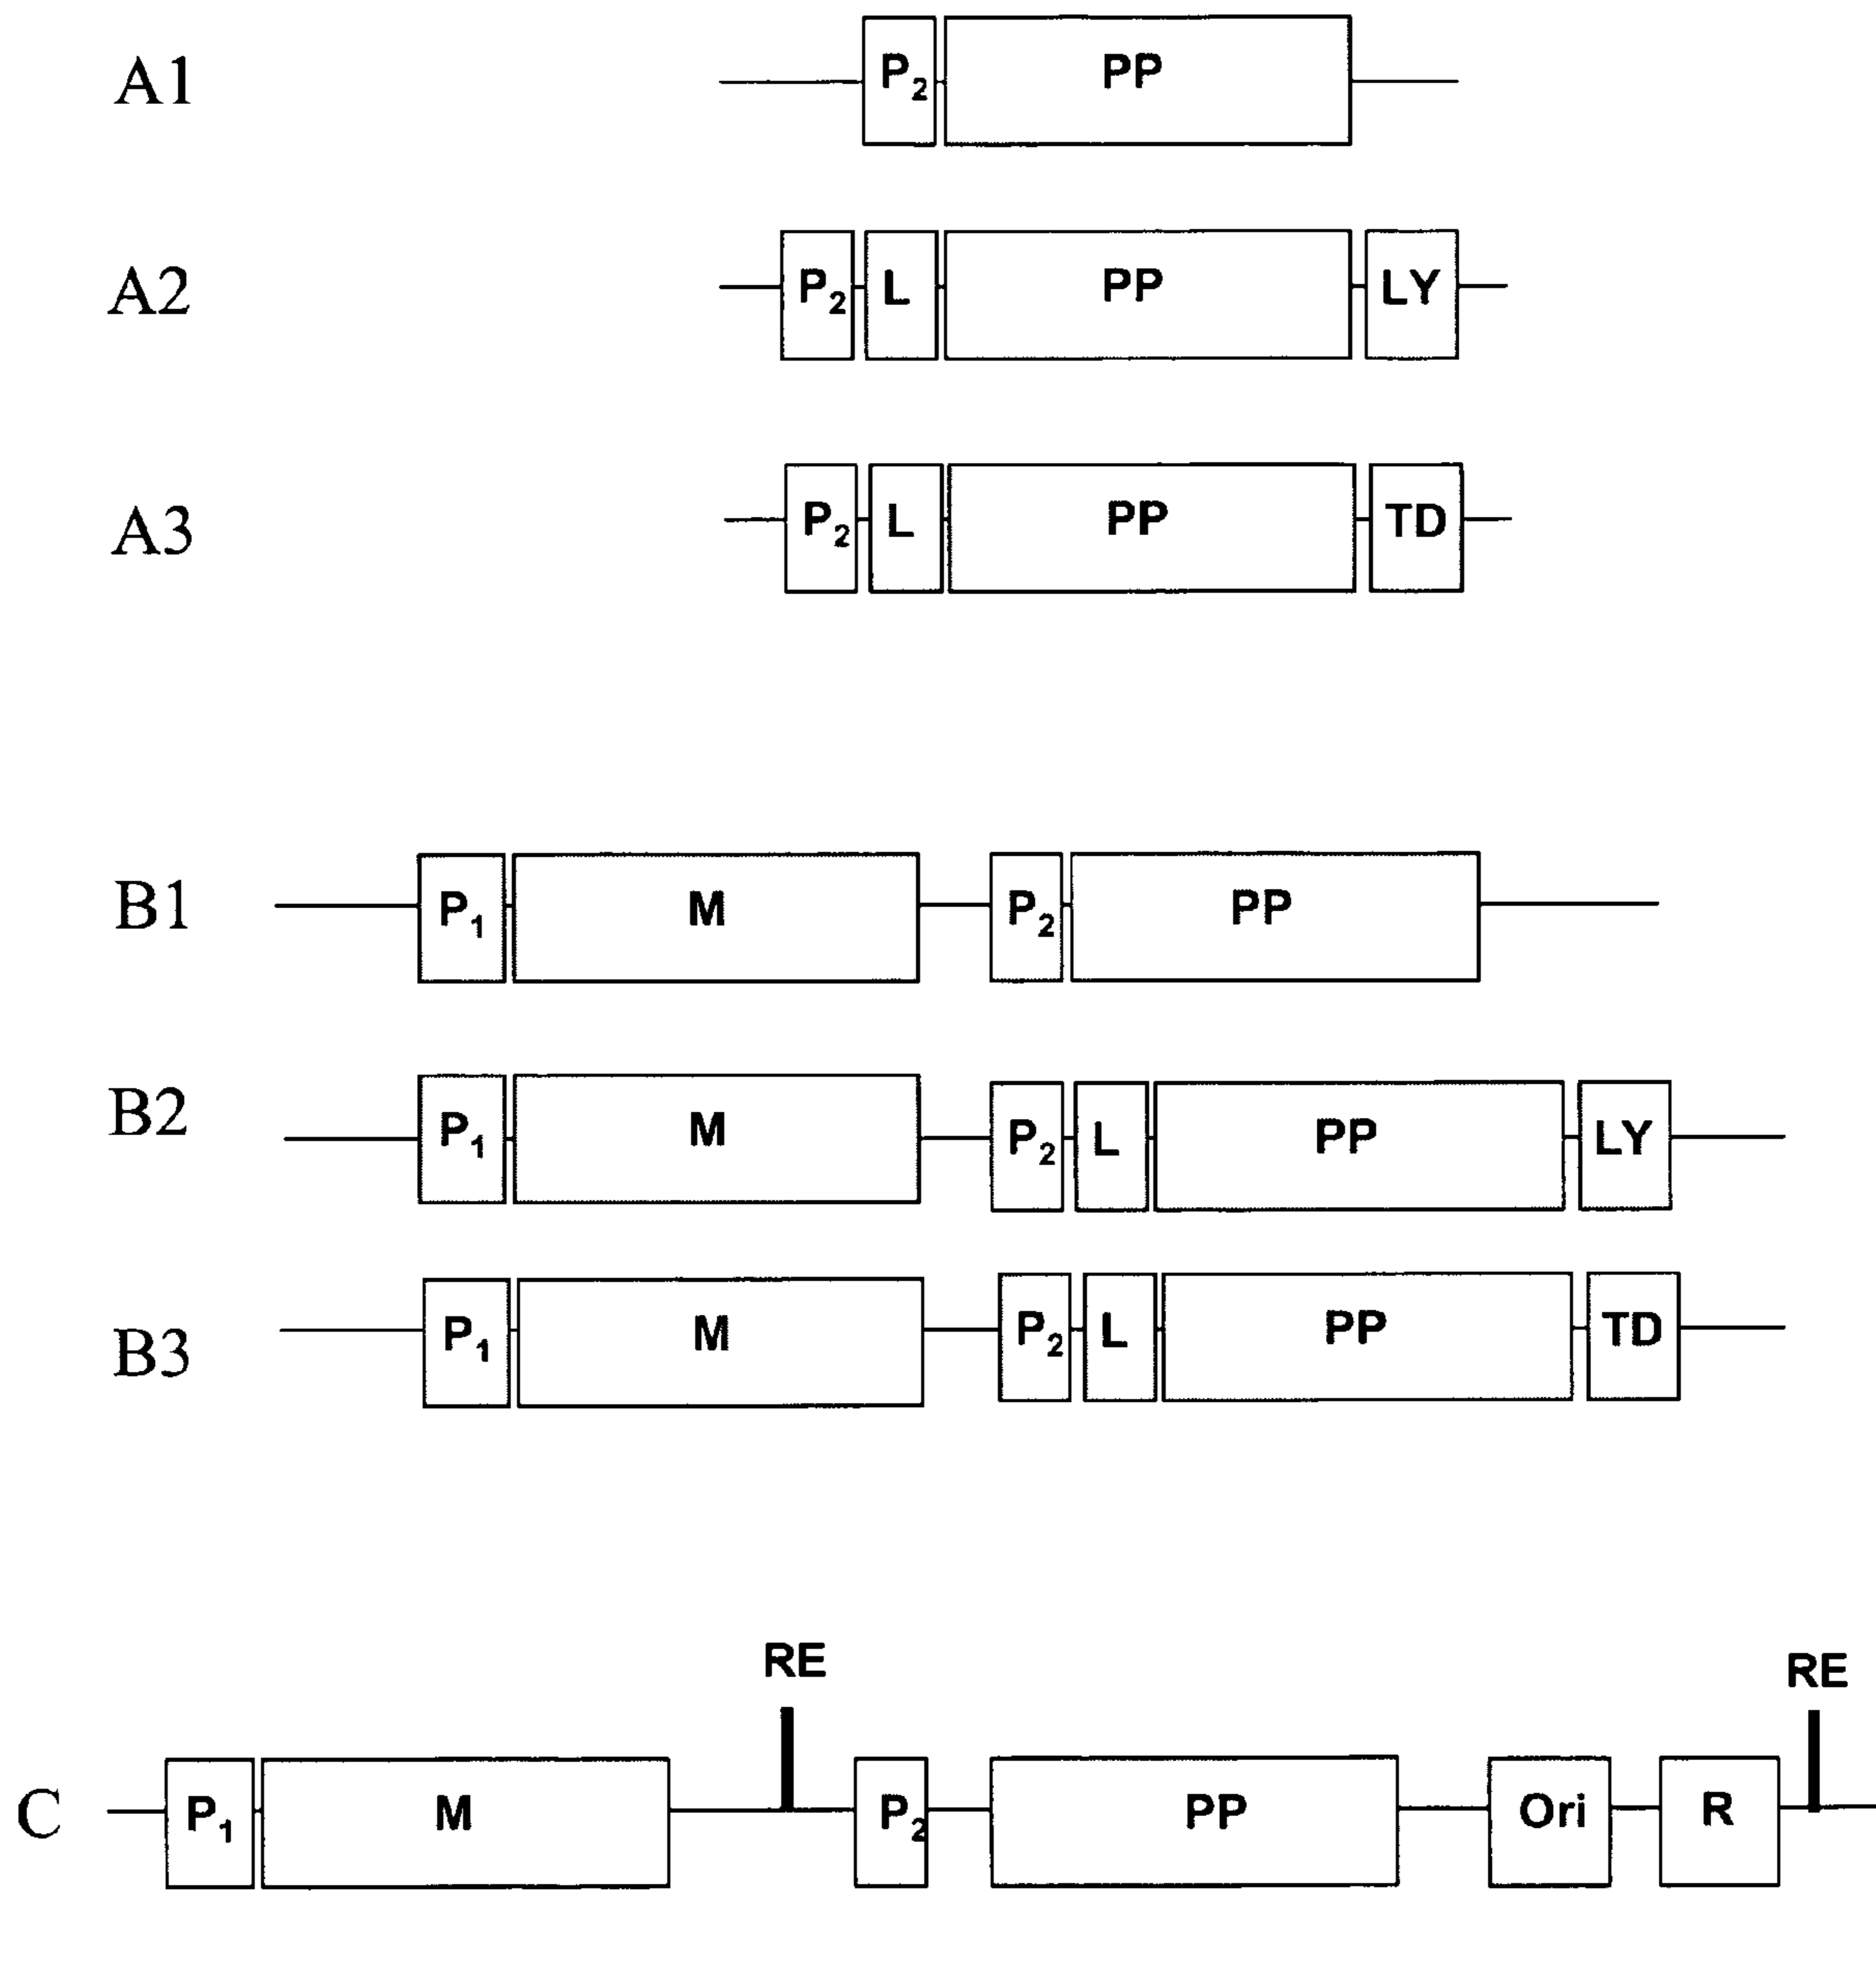 A1 P2 PP
A2 P2 L PP LY
A3 P2 L PP TD
B1 P1 M P2 PP
B2 P1 M P2 L PP LY
B3 P1 M P2 L PP TD
RE RE
C P1 M P2 PP Ori R